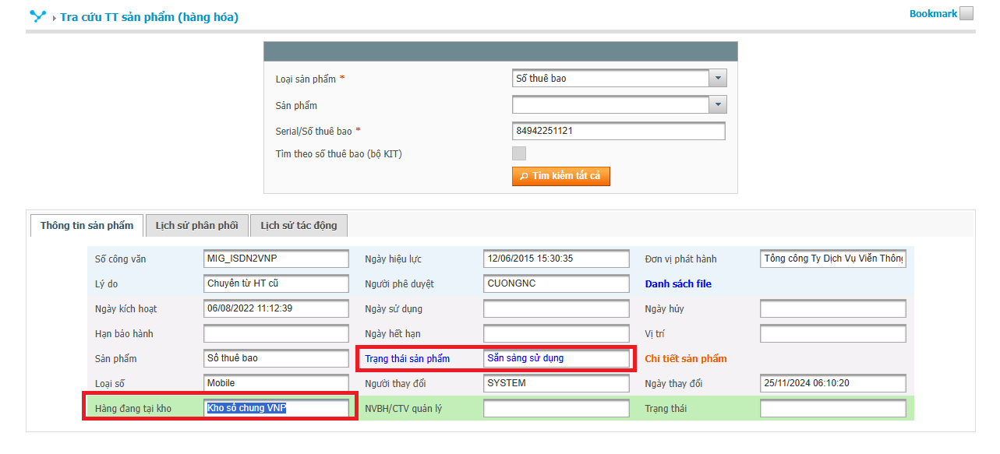 Tra cứu TT sản phẩm (hàng hóa)
Bookmark
Loại sản phẩm * Số thuê bao
Sản phẩm
Serial/Số thuê bao * 84942251121
Tìm theo số thuê bao (bộ KIT)
Tìm kiếm tất cả
Thông tin sản phẩm Lịch sử phân phối Lịch sử tác động
Số công văn MIG_ISDN2VNP Ngày hiệu lực 12/06/2015 15:30:35 Đơn vị phát hành Tổng công Ty Dịch Vụ Viễn Thông
Lý do Chuyển từ HT cũ Người phê duyệt CUONGNC Danh sách file
Ngày kích hoạt 06/08/2022 11:12:39 Ngày sử dụng Ngày hủy
Hạn bảo hành Ngày hết hạn Vị trí
Sản phẩm Số thuê bao Trạng thái sản phẩm Sẵn sàng sử dụng Chi tiết sản phẩm
Loại số Mobile Người thay đổi SYSTEM Ngày thay đổi 25/11/2024 06:10:20
Hàng đang tại kho Kho số chung VNP NVBH/CTV quản lý Trạng thái